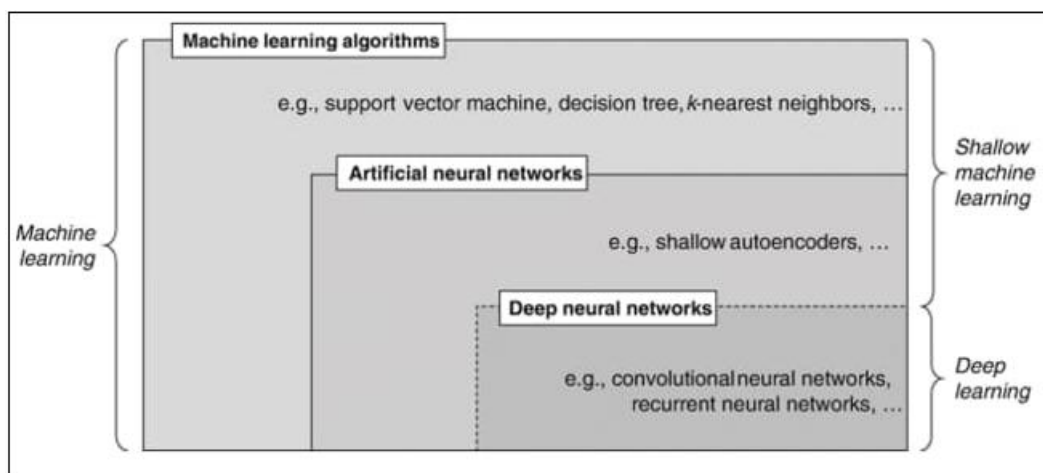 Machine learning algorithms
e.g., support vector machine, decision tree, k-nearest neighbors, ...
Shallow
machine
learning
Artificial neural networks
Machine
learning
e.g., shallow autoencoders, ...
Deep neural networks
e.g., convolutional neural networks,
recurrent neural networks, ...
Deep
learning